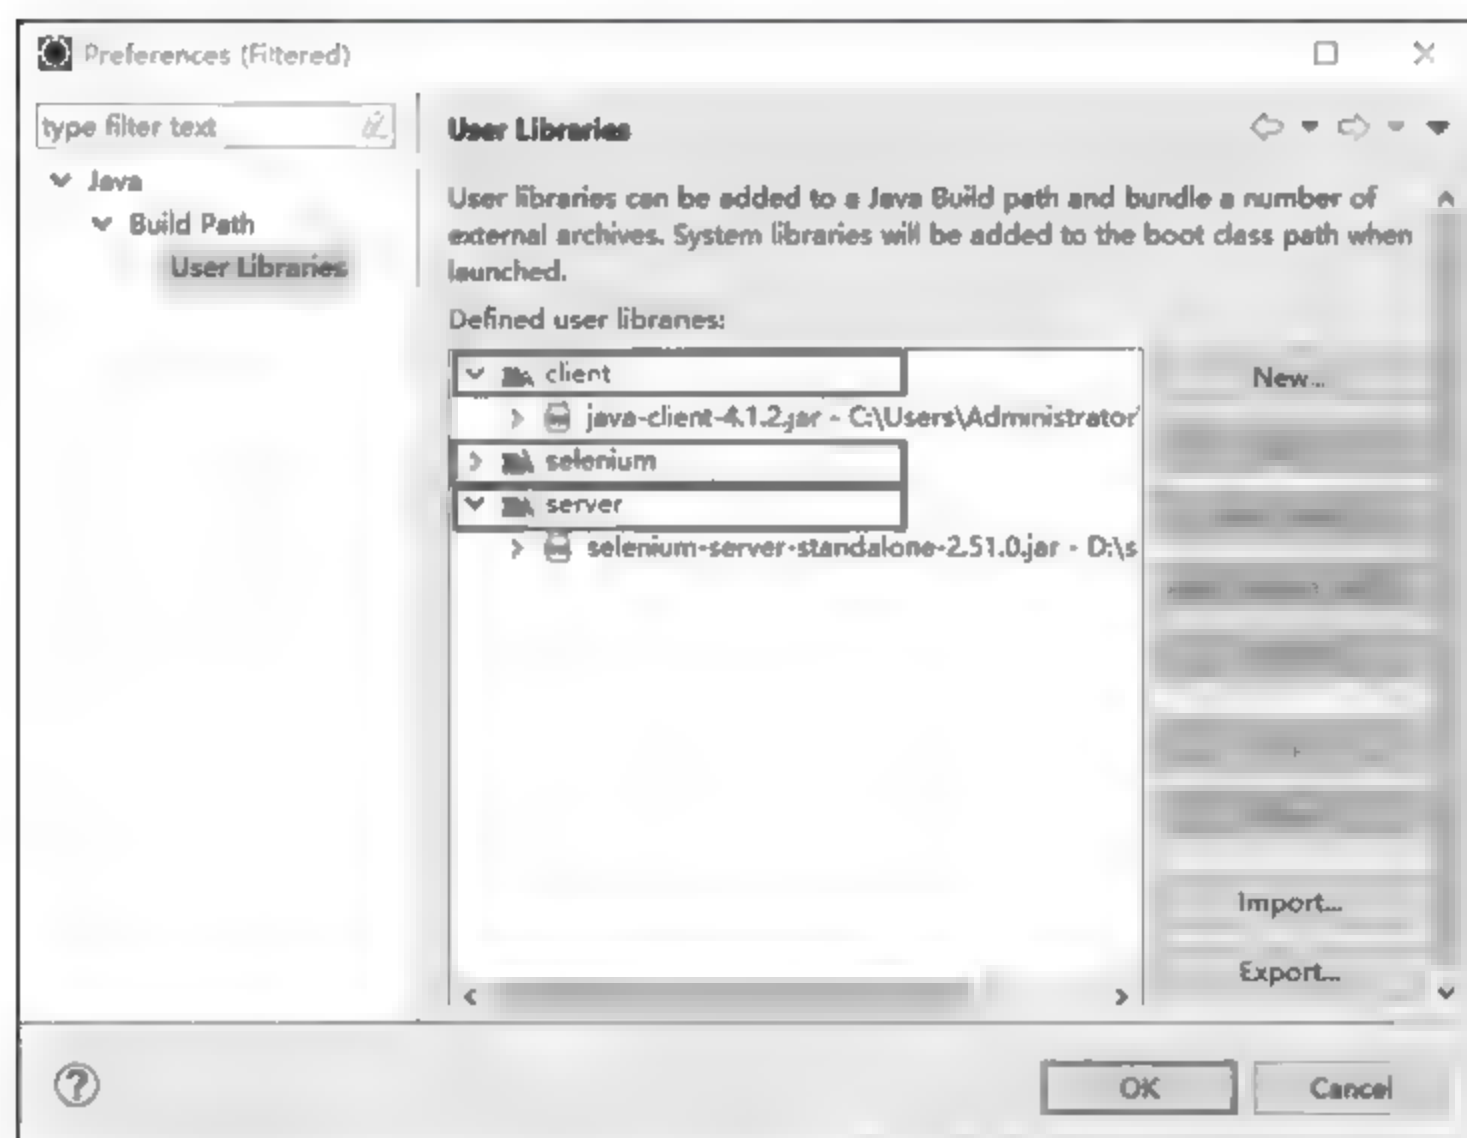 Preferences (Filtered)
type filter text
Java
Build Path
User Libraries
User Libraries
User libraries can be added to a Java Build path and bundle a number of
external archives. System libraries will be added to the boot class path when
launched.
Defined user libraries:
client
java-client-4.1.2.jar - C:\Users\Administrator
selenium
server
selenium-server-standalone-2.51.0.jar - D:\s
New...
Import...
Export...
OK
Cancel